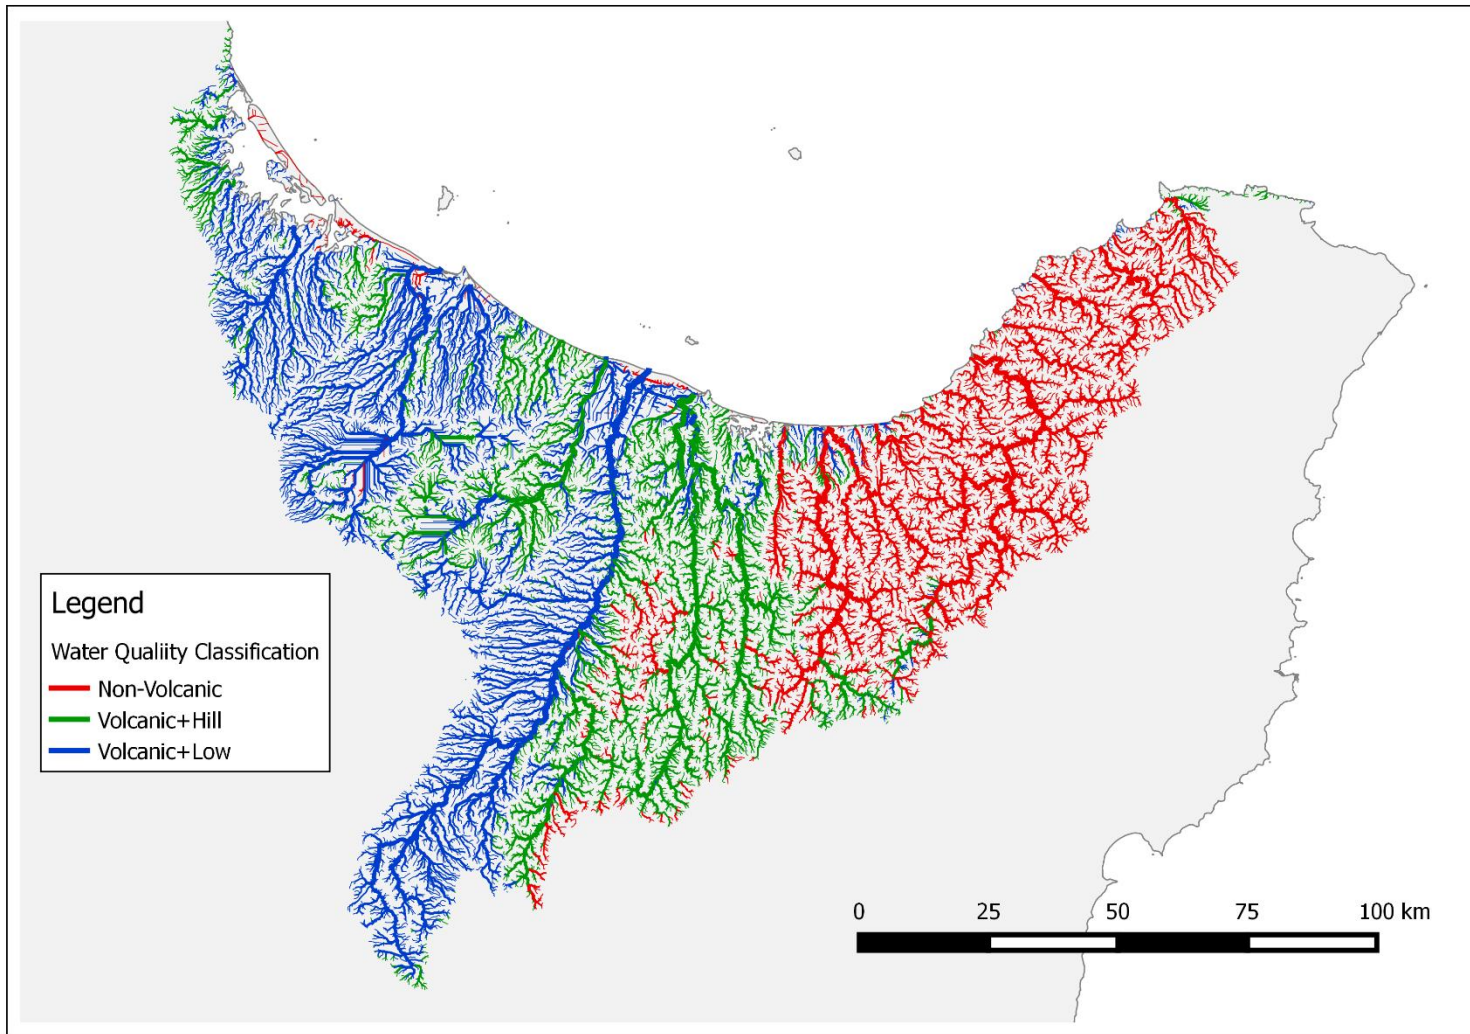 Legend
Water Qualiity Classification
Non-Volcanic
Volcanic+Hill
Volcanic+Low
0 25 50 75 100 km